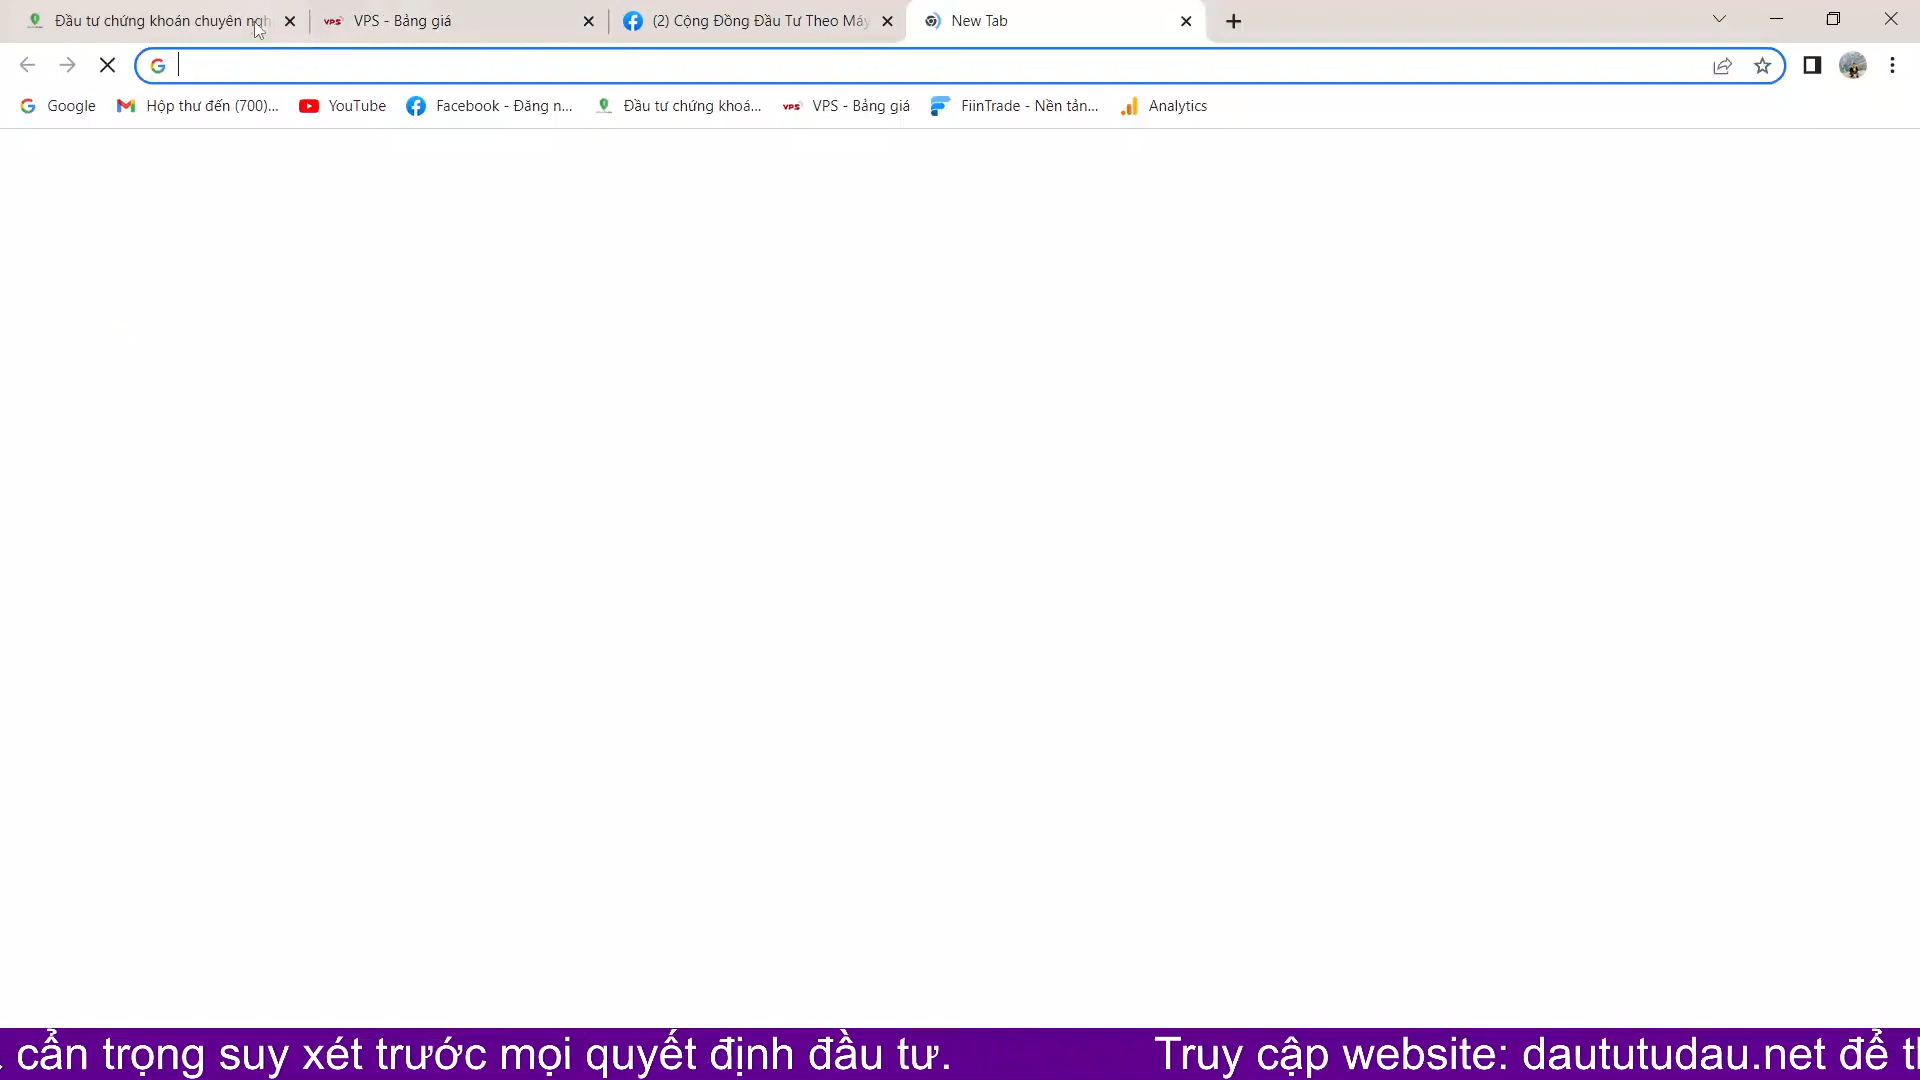 Đầu tư chứng khoán chuyên ngh
VPS - Bảng giá
(2) Cộng Đồng Đầu Tư Theo Máy
New Tab
Google
Hộp thư đến (700)...
YouTube
Facebook - Đăng n...
Đầu tư chứng khoá...
VPS - Bảng giá
FiinTrade - Nền tản...
Analytics
cẩn trọng suy xét trước mọi quyết định đầu tư. Truy cập website: dautututudau.net để